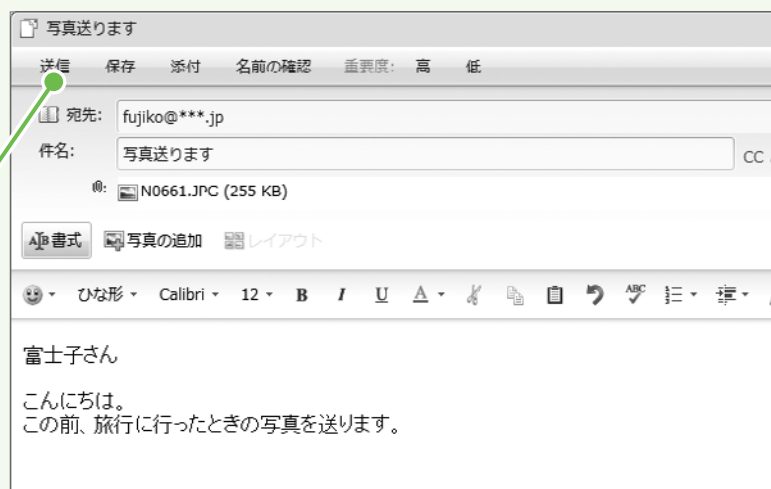 写真送ります
送信 保存 添付 名前の確認 重要度: 高 低
宛先: fujiko@***.jp
件名: 写真送ります CC
N0661.JPG (255 KB)
書式 写真の追加 レイアウト
ひな形 Calibri 12 B I U A ABC
富士子さん
こんにちは。
この前、旅行に行ったときの写真を送ります。